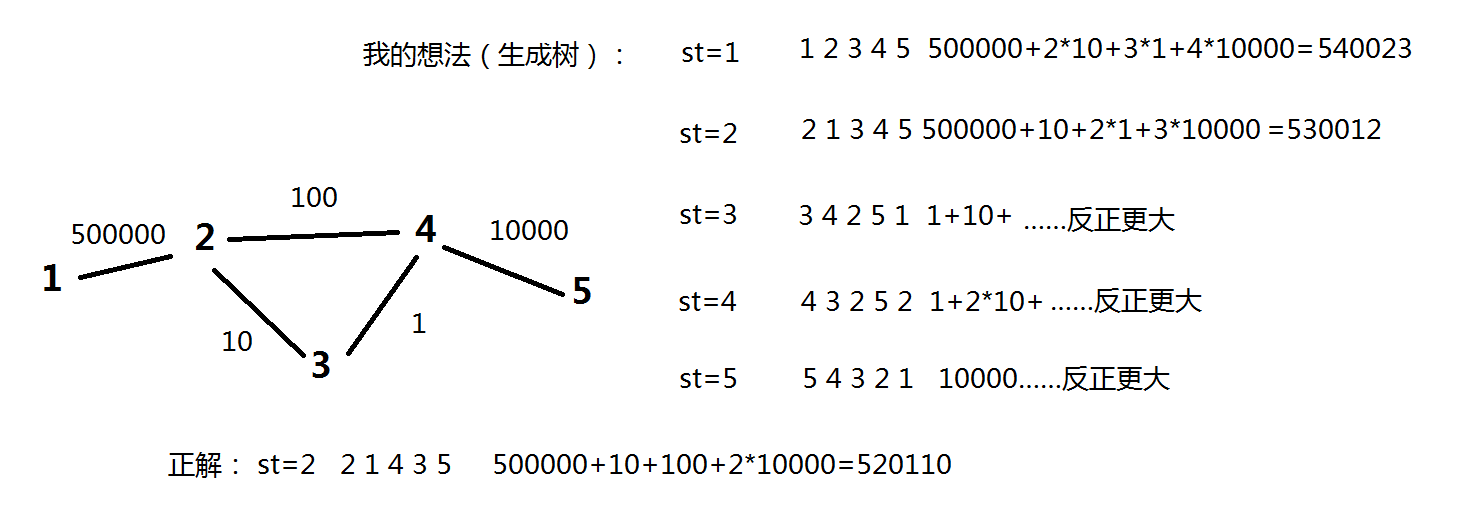 我的想法（生成树）： st=1 1 2 3 4 5 500000+2*10+3*1+4*10000=540023
st=2 2 1 3 4 5 500000+10+2*1+3*10000 =530012
st=3 3 4 2 5 1 1+10+ ......反正更大
st=4 4 3 2 5 2 1+2*10+ ......反正更大
st=5 5 4 3 2 1 10000......反正更大
100
500000
2
4
10000
1
5
10
1
3
正解： st=2 2 1 4 3 5 500000+10+100+2*10000=520110